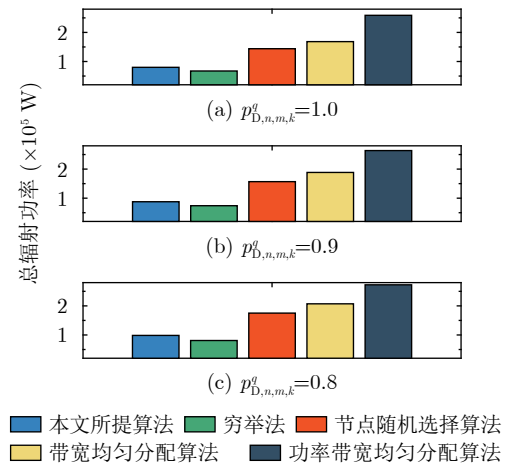 总辐射功率 (×10⁵ W)
2
1
(a) p^q_{D,n,m,k}=1.0
2
1
(b) p^q_{D,n,m,k}=0.9
2
1
(c) p^q_{D,n,m,k}=0.8
本文所提算法 穷举法 节点随机选择算法
带宽均匀分配算法 功率带宽均匀分配算法